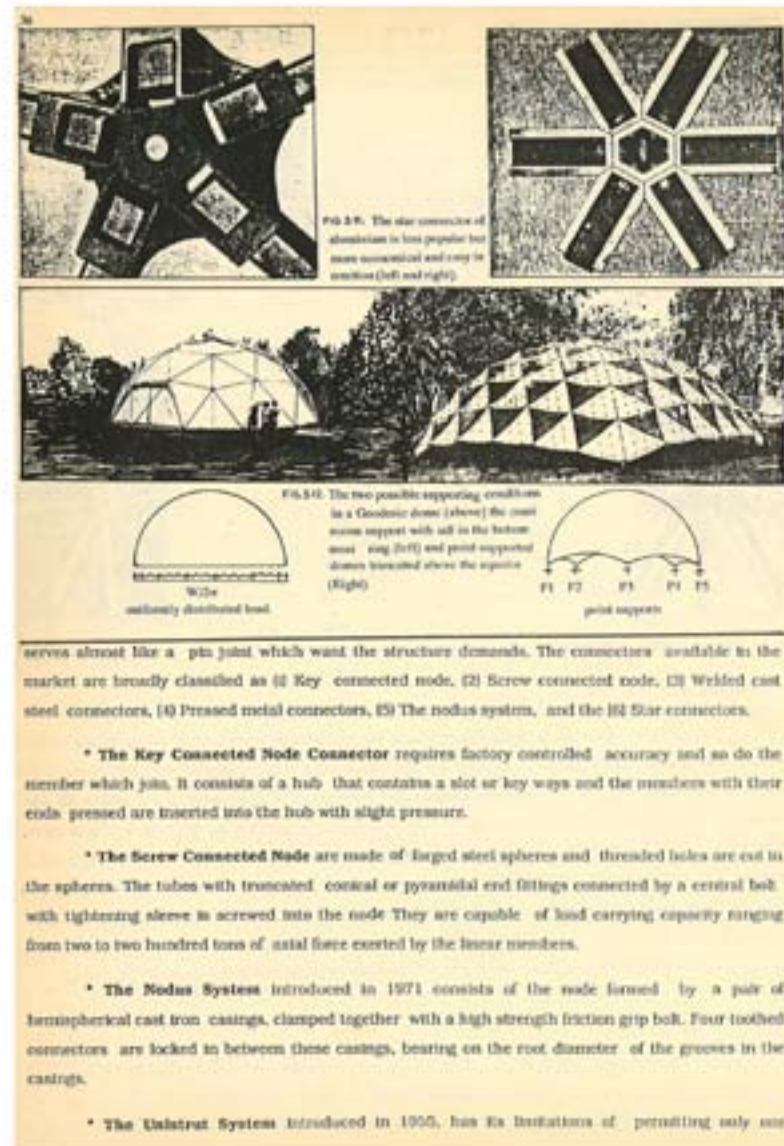 36
The star connector of
aluminium is less popular but
more economical and easy in
erection (left and right).
The two possible supporting conditions
in a Geodesic dome (above) the
support with in the bottom
most ring (left) and point supported
domes truncated above the equator
(Right)
uniformly distributed load.
P1 P2 P3 P4 P5
point supports
serves almost like a pin joint which want the structure demands. The connectors available in the
market are broadly classified as (1) Key connected node, (2) Screw connected node, (3) Welded cast
steel connectors, (4) Pressed metal connectors, (5) The nodus system, and the (6) Star connectors.
* The Key Connected Node Connector requires factory controlled accuracy and so do the
member which join. It consists of a hub that contains a slot or key ways and the members with their
ends pressed are inserted into the hub with slight pressure.
* The Screw Connected Node are made of forged steel spheres and threaded holes are cut in
the spheres. The tubes with truncated conical or pyramidal end fittings connected by a central bolt
with tightening sleeve is screwed into the node They are capable of load carrying capacity ranging
from two to two hundred tons of axial force exerted by the linear members.
* The Nodus System introduced in 1971 consists of the node formed by a pair of
hemispherical cast iron casings, clamped together with a high strength friction grip bolt. Four toothed
connectors are locked in between these casings, bearing on the root diameter of the grooves in the
casings.
* The Unistrut System introduced in 1955, has its limitations of permitting only